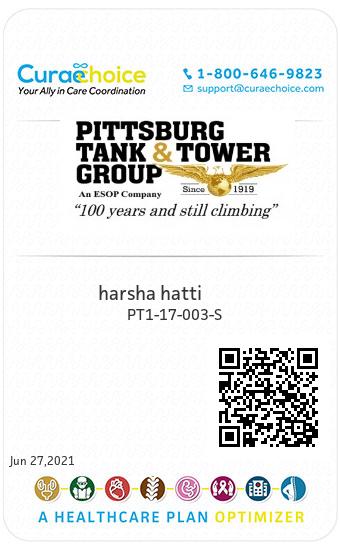 Curaechoice
Your Ally in Care Coordination
1-800-646-9823
support@curaechoice.com
PITTSBURG
TANK & TOWER
GROUP
An ESOP Company
Since 1919
“100 years and still climbing”
harsha hatti
PT1-17-003-S
Jun 27,2021
A HEALTHCARE PLAN OPTIMIZER